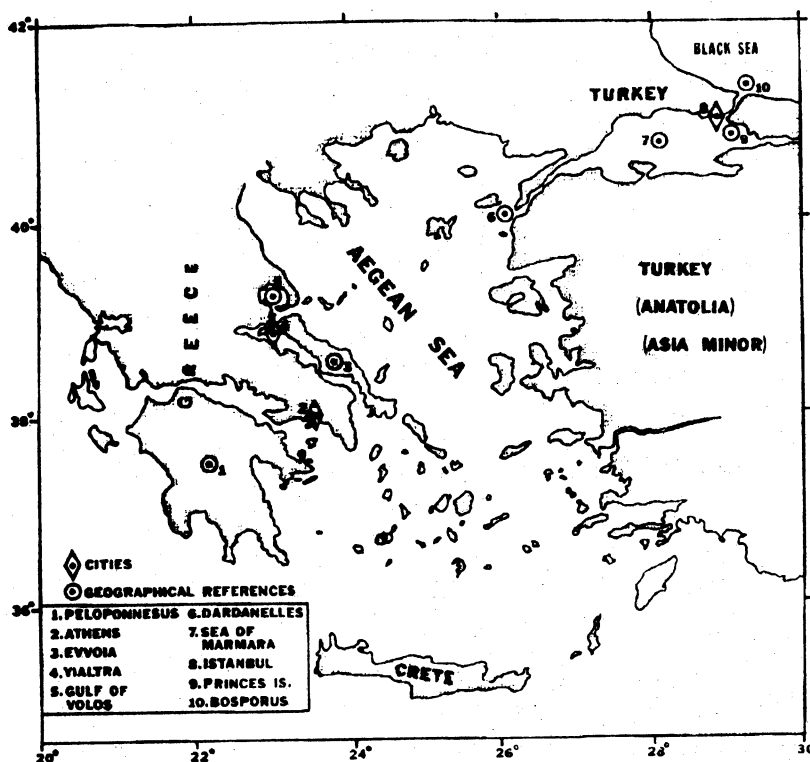 42°
BLACK SEA
10
TURKEY
8
9
7
6
40°
AEGEAN SEA
GREECE
TURKEY
(ANATOLIA)
(ASIA MINOR)
3
2
38°
1
CITIES
GEOGRAPHICAL REFERENCES
36°
1. PELOPONNESUS
2. ATHENS
3. EVVOIA
4. YIALTRA
5. GULF OF
VOLOS
6. DARDANELLES
7. SEA OF
MARMARA
8. ISTANBUL
9. PRINCES IS.
10. BOSPORUS
CRETE
20°
22°
24°
26°
28°